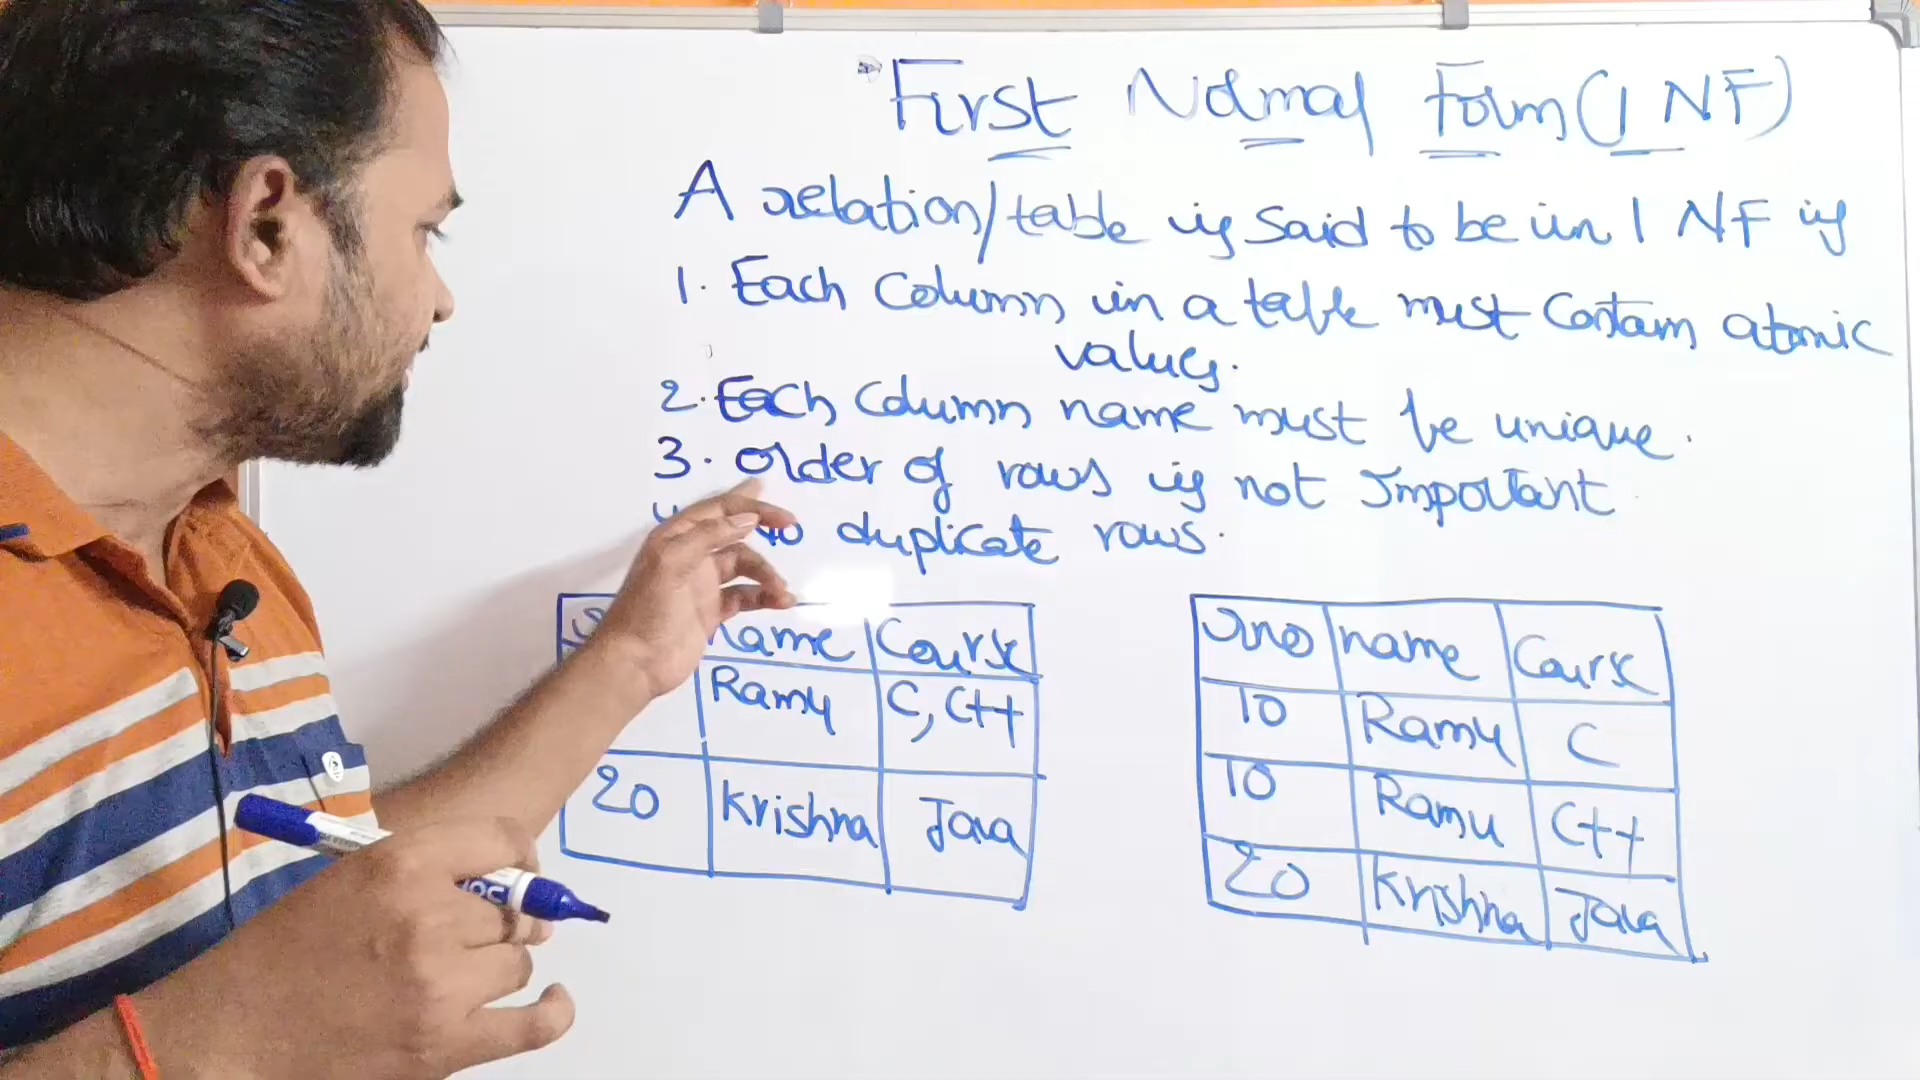 First Normal Form (1 NF)
A relation/table is said to be in 1 NF if
1. Each Column in a table must Contain atomic
values.
2. Each Column name must be unique.
3. Order of rows is not Important
4. No duplicate rows.
name Course
Ramu C, C++
20 Krishna Java
Sno name Course
10 Ramu C
10 Ramu C++
20 Krishna Java